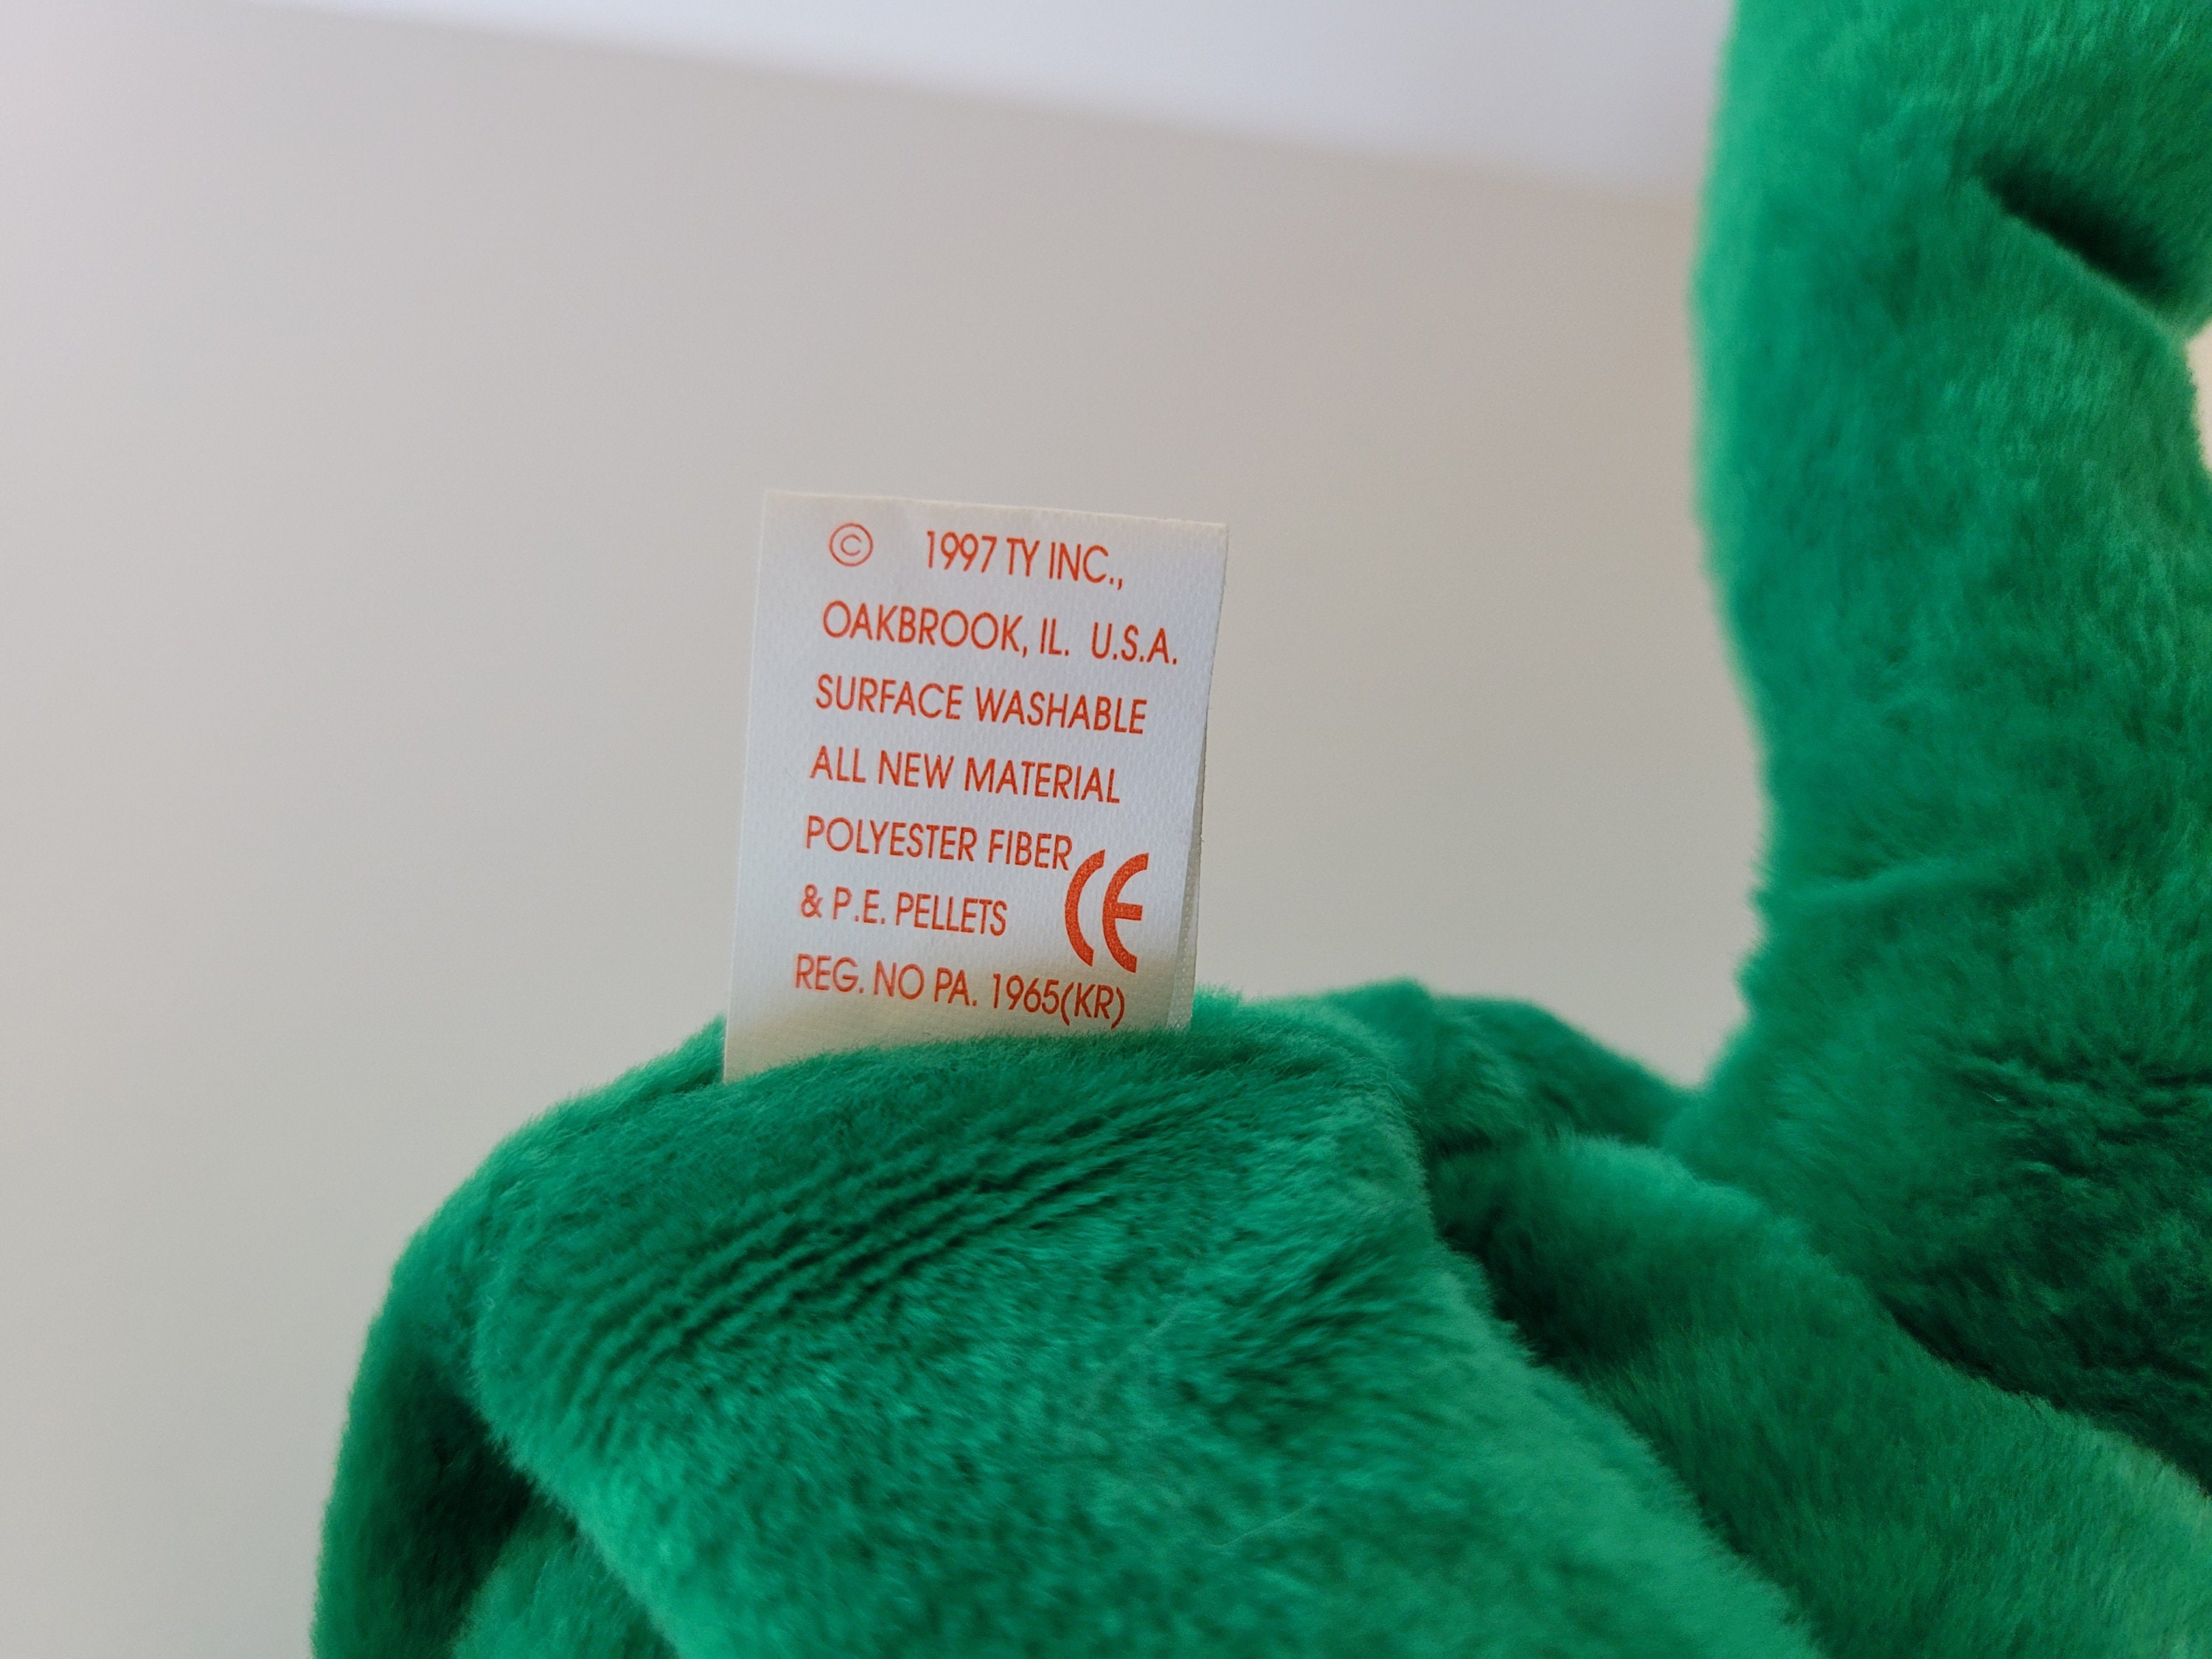 © 1997 TY INC.,
OAKBROOK, IL. U.S.A.
SURFACE WASHABLE
ALL NEW MATERIAL
POLYESTER FIBER
& P.E. PELLETS CE
REG. NO PA. 1965(KR)